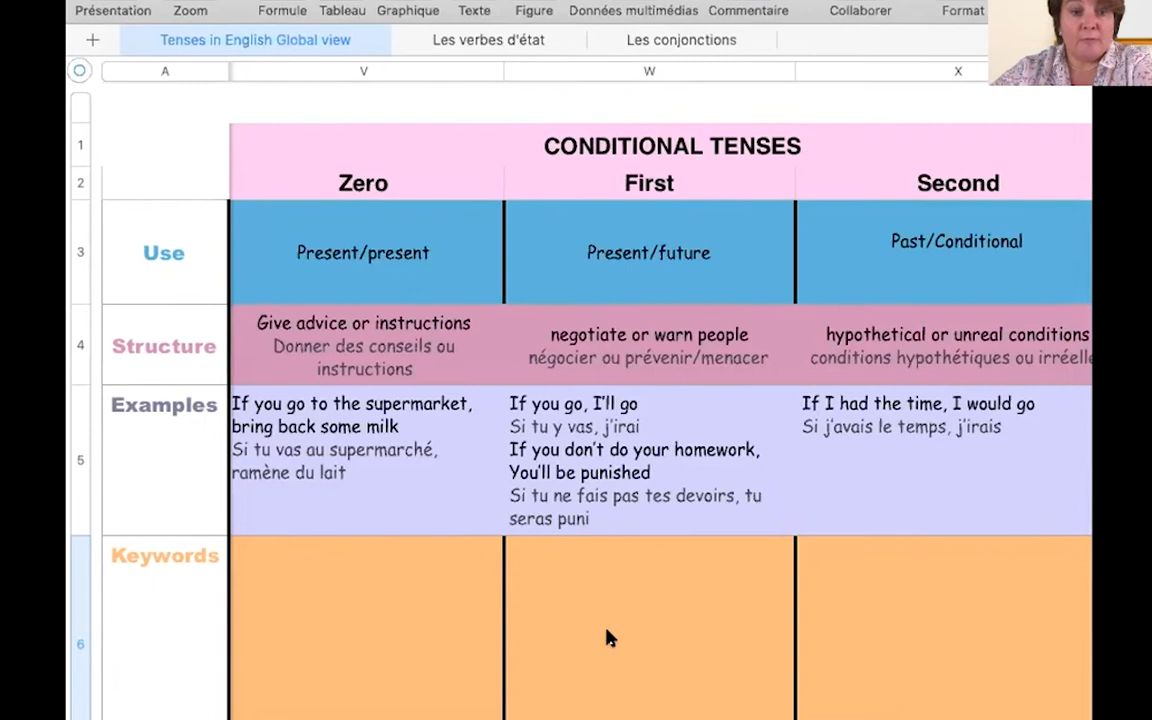 Présentation Zoom Formule Tableau Graphique Texte Figure Données multimédias Commentaire Collaborer Format
Tenses in English Global view Les verbes d'état Les conjonctions
A V W X
1 CONDITIONAL TENSES
2 Zero First Second
3 Use Present/present Present/future Past/Conditional
4 Structure
Give advice or instructions
Donner des conseils ou
instructions
negotiate or warn people
négocier ou prévenir/menacer
hypothetical or unreal conditions
conditions hypothétiques ou irréelle
5 Examples
If you go to the supermarket,
bring back some milk
Si tu vas au supermarché,
ramène du lait
If you go, I'll go
Si tu y vas, j'irai
If you don't do your homework,
You'll be punished
Si tu ne fais pas tes devoirs, tu
seras puni
If I had the time, I would go
Si j'avais le temps, j'irais
6 Keywords